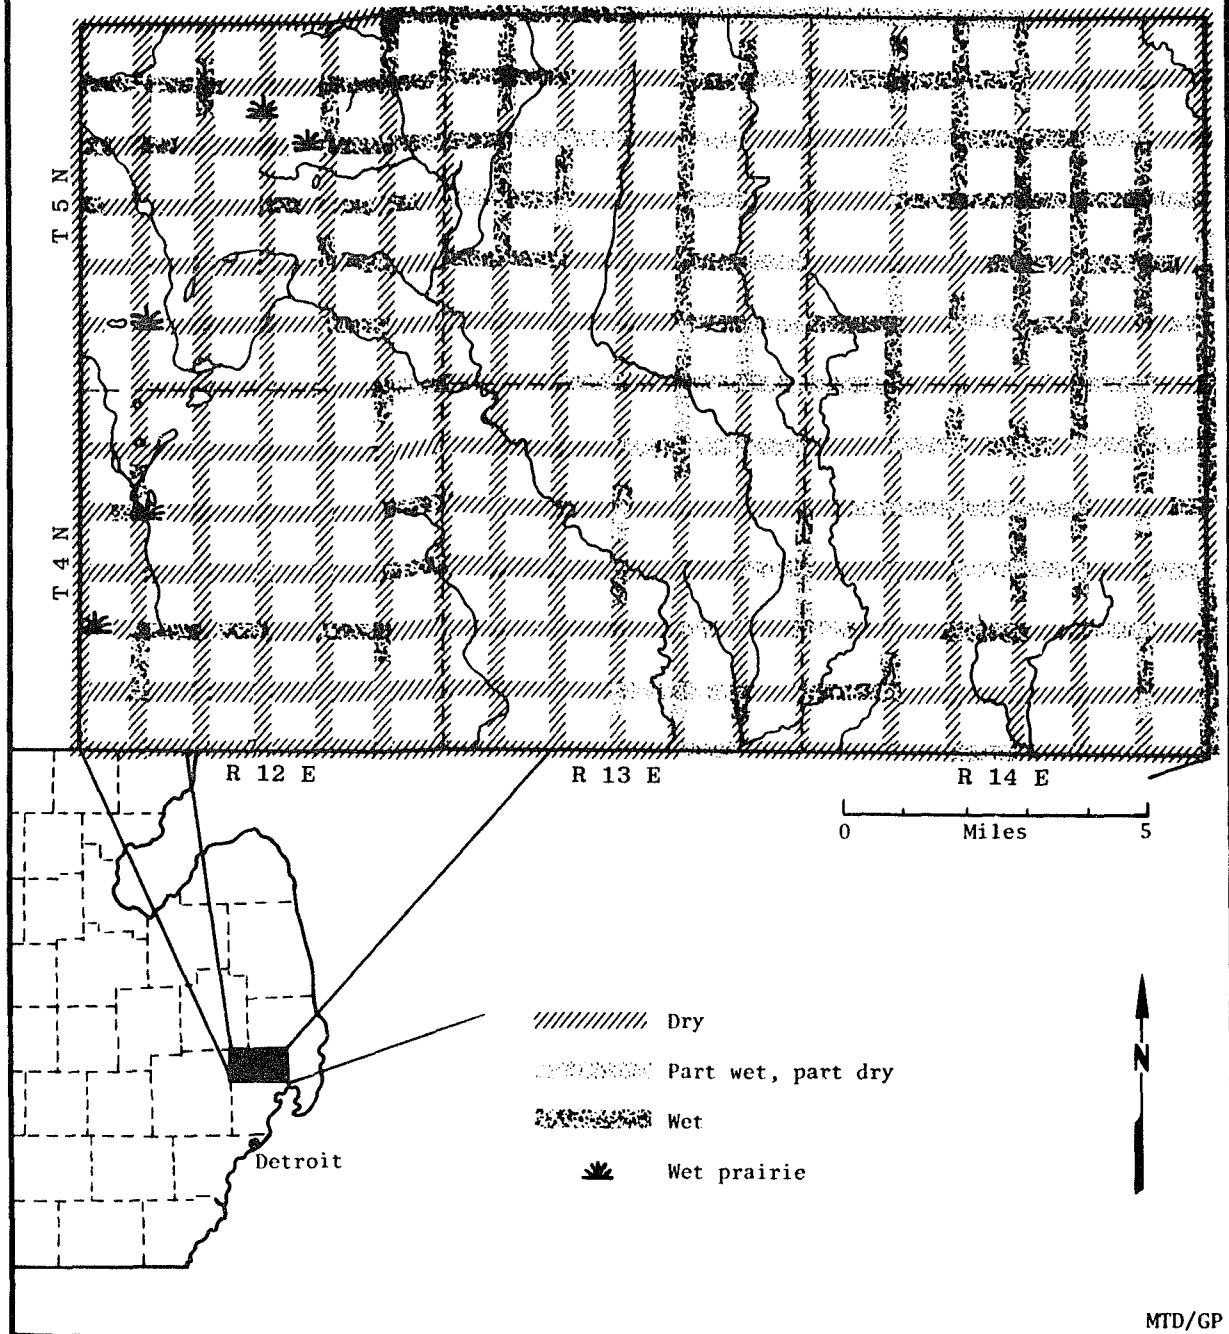 T 5 N
8
T 4 N
R 12 E
R 13 E
R 14 E
0
Miles
5
Dry
Part wet, part dry
Wet
Wet prairie
N
Detroit
MTD/GP